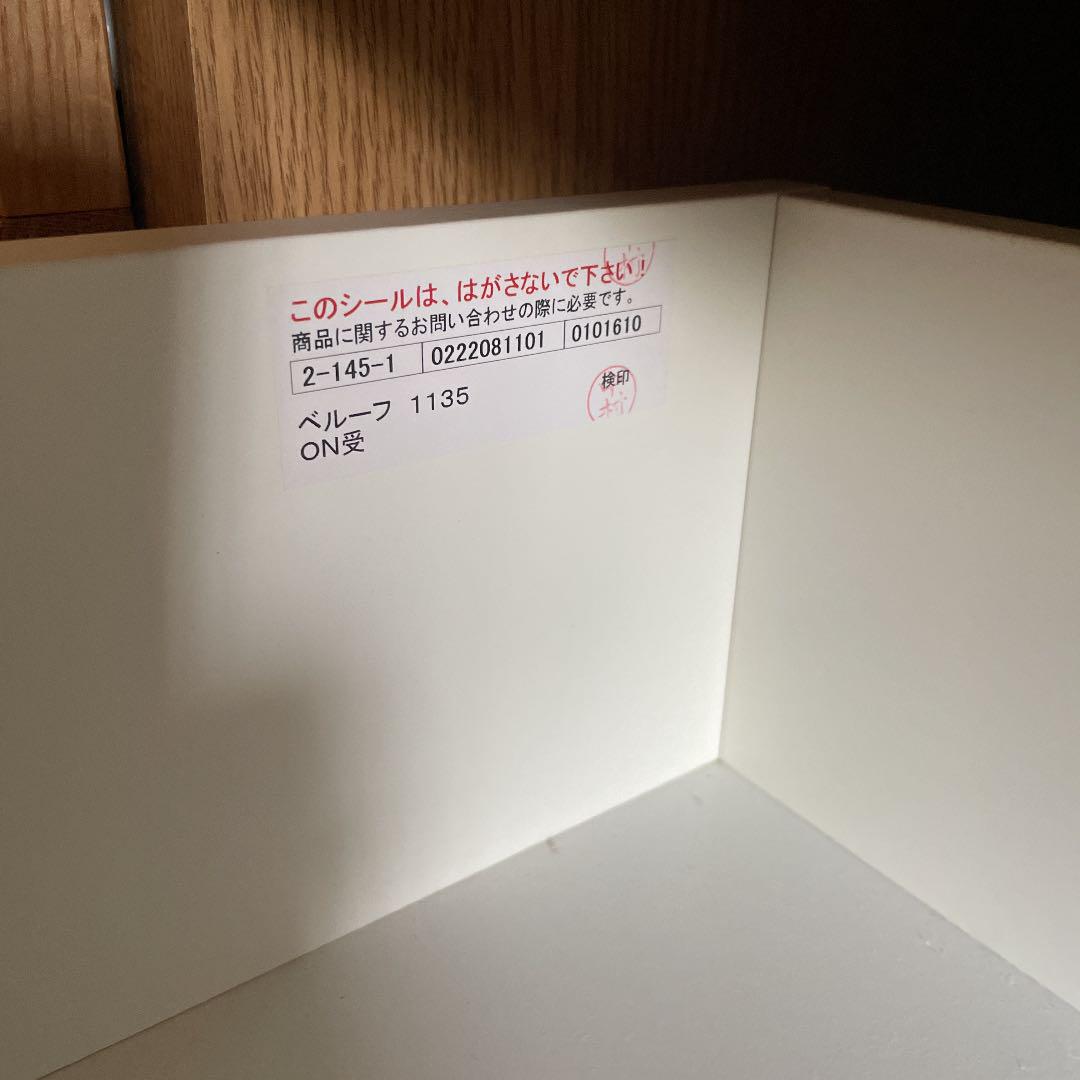 このシールは、はがさないで下さい!
商品に関するお問い合わせの際に必要です。
2-145-1 0222081101 0101610
ベルーフ 1135 検印
ON受